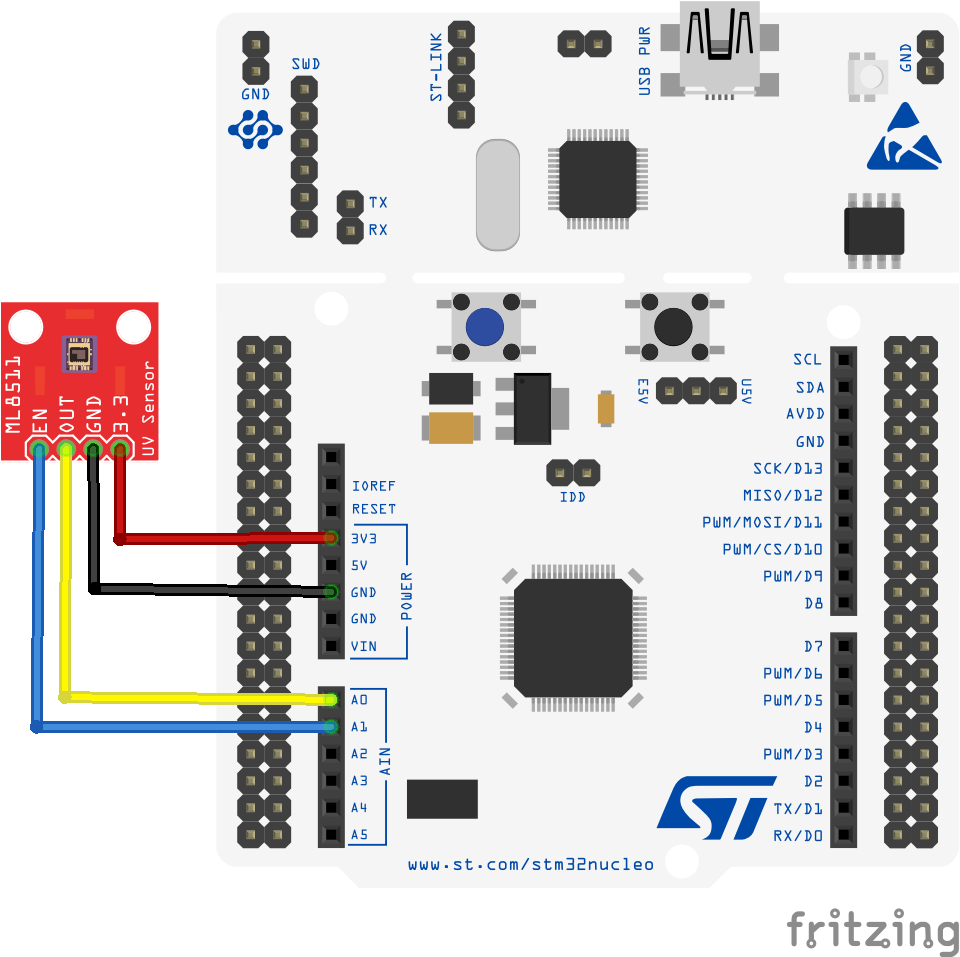 GND
SWD
TX
RX
ST-LINK
USB PWR
GND
ML8511
EN
OUT
GND
3.3
UV Sensor
E5V
U5V
IDD
IOREF
RESET
3V3
5V
GND
GND
VIN
POWER
A0
A1
A2
A3
A4
A5
AIN
SCL
SDA
AVDD
GND
SCK/D13
MISO/D12
PWM/MOSI/D11
PWM/CS/D10
PWM/D9
D8
D7
PWM/D6
PWM/D5
D4
PWM/D3
D2
TX/D1
RX/D0
ST
www.st.com/stm32nucleo
fritzing